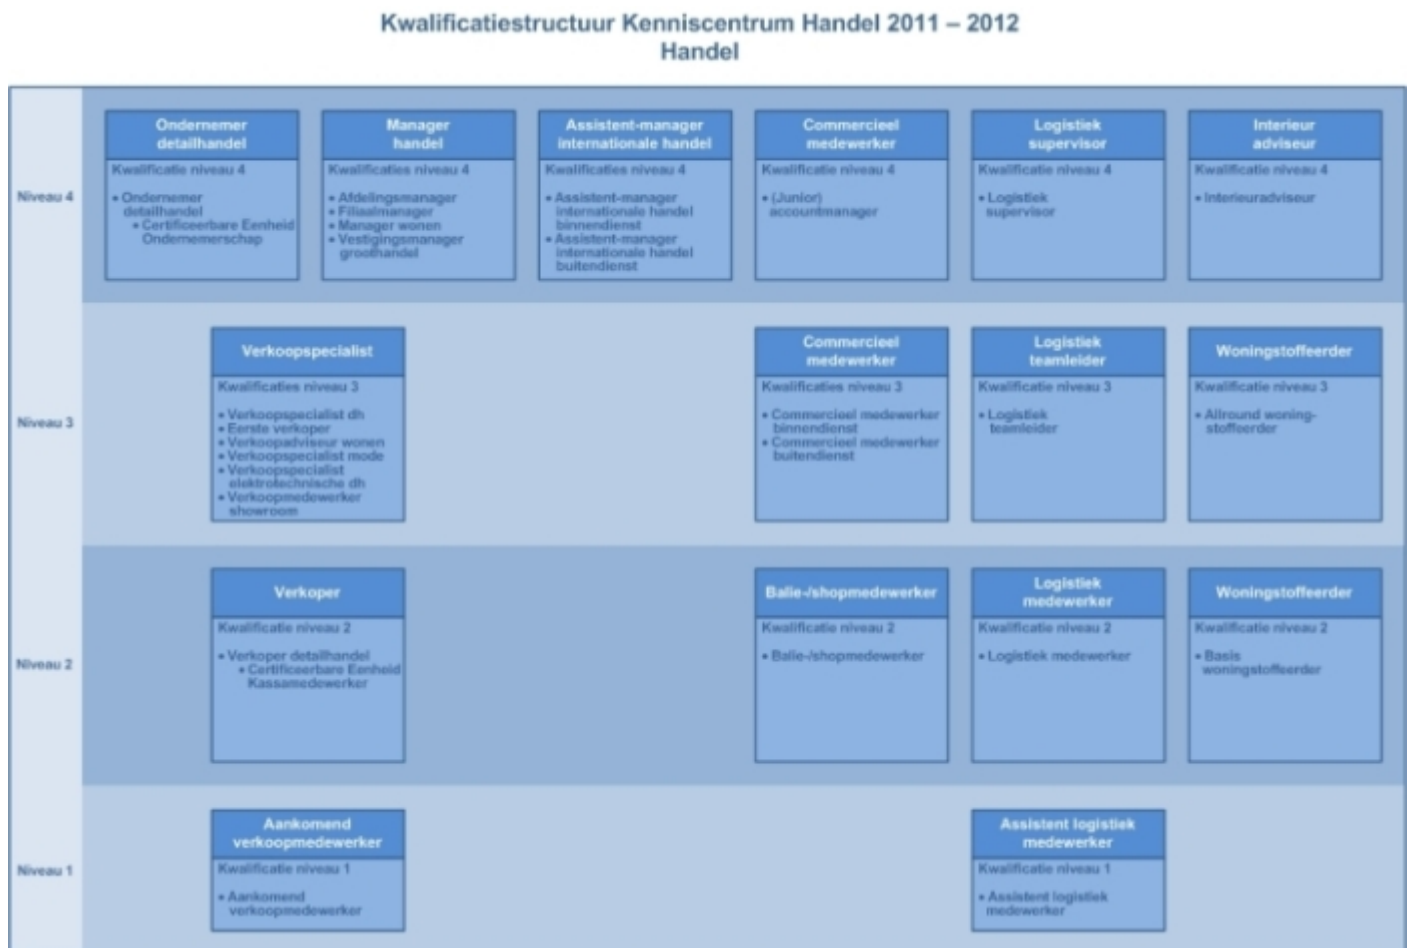 Kwalificatiestructuur Kenniscentrum Handel 2011 – 2012
Handel
Niveau 4
Ondernemer
detailhandel
Kwalificatie niveau 4
• Ondernemer
detailhandel
• Certificeerbare Eenheid
Ondernemerschap
Manager
handel
Kwalificaties niveau 4
• Afdelingsmanager
• Filiaalmanager
• Manager wonen
• Vestigingsmanager
groothandel
Assistent-manager
internationale handel
Kwalificaties niveau 4
• Assistent-manager
internationale handel
binnendienst
• Assistent-manager
internationale handel
buitendienst
Commercieel
medewerker
Kwalificatie niveau 4
• (Junior)
accountmanager
Logistiek
supervisor
Kwalificatie niveau 4
• Logistiek
supervisor
Interieur
adviseur
Kwalificatie niveau 4
• Interieuradviseur
Niveau 3
Verkoopspecialist
Kwalificaties niveau 3
• Verkoopspecialist dh
• Eerste verkoper
• Verkoopadviseur wonen
• Verkoopspecialist mode
• Verkoopspecialist
elektrotechnische dh
• Verkoopmedewerker
showroom
Commercieel
medewerker
Kwalificaties niveau 3
• Commercieel medewerker
binnendienst
• Commercieel medewerker
buitendienst
Logistiek
teamleider
Kwalificatie niveau 3
• Logistiek
teamleider
Woningstoffeerder
Kwalificatie niveau 3
• Allround woning-
stoffeerder
Niveau 2
Verkoper
Kwalificatie niveau 2
• Verkoper detailhandel
• Certificeerbare Eenheid
Kassamedewerker
Balie-/shopmedewerker
Kwalificatie niveau 2
• Balie-/shopmedewerker
Logistiek
medewerker
Kwalificatie niveau 2
• Logistiek medewerker
Woningstoffeerder
Kwalificatie niveau 2
• Basis
woningstoffeerder
Niveau 1
Aankomend
verkoopmedewerker
Kwalificatie niveau 1
• Aankomend
verkoopmedewerker
Assistent logistiek
medewerker
Kwalificatie niveau 1
• Assistent logistiek
medewerker